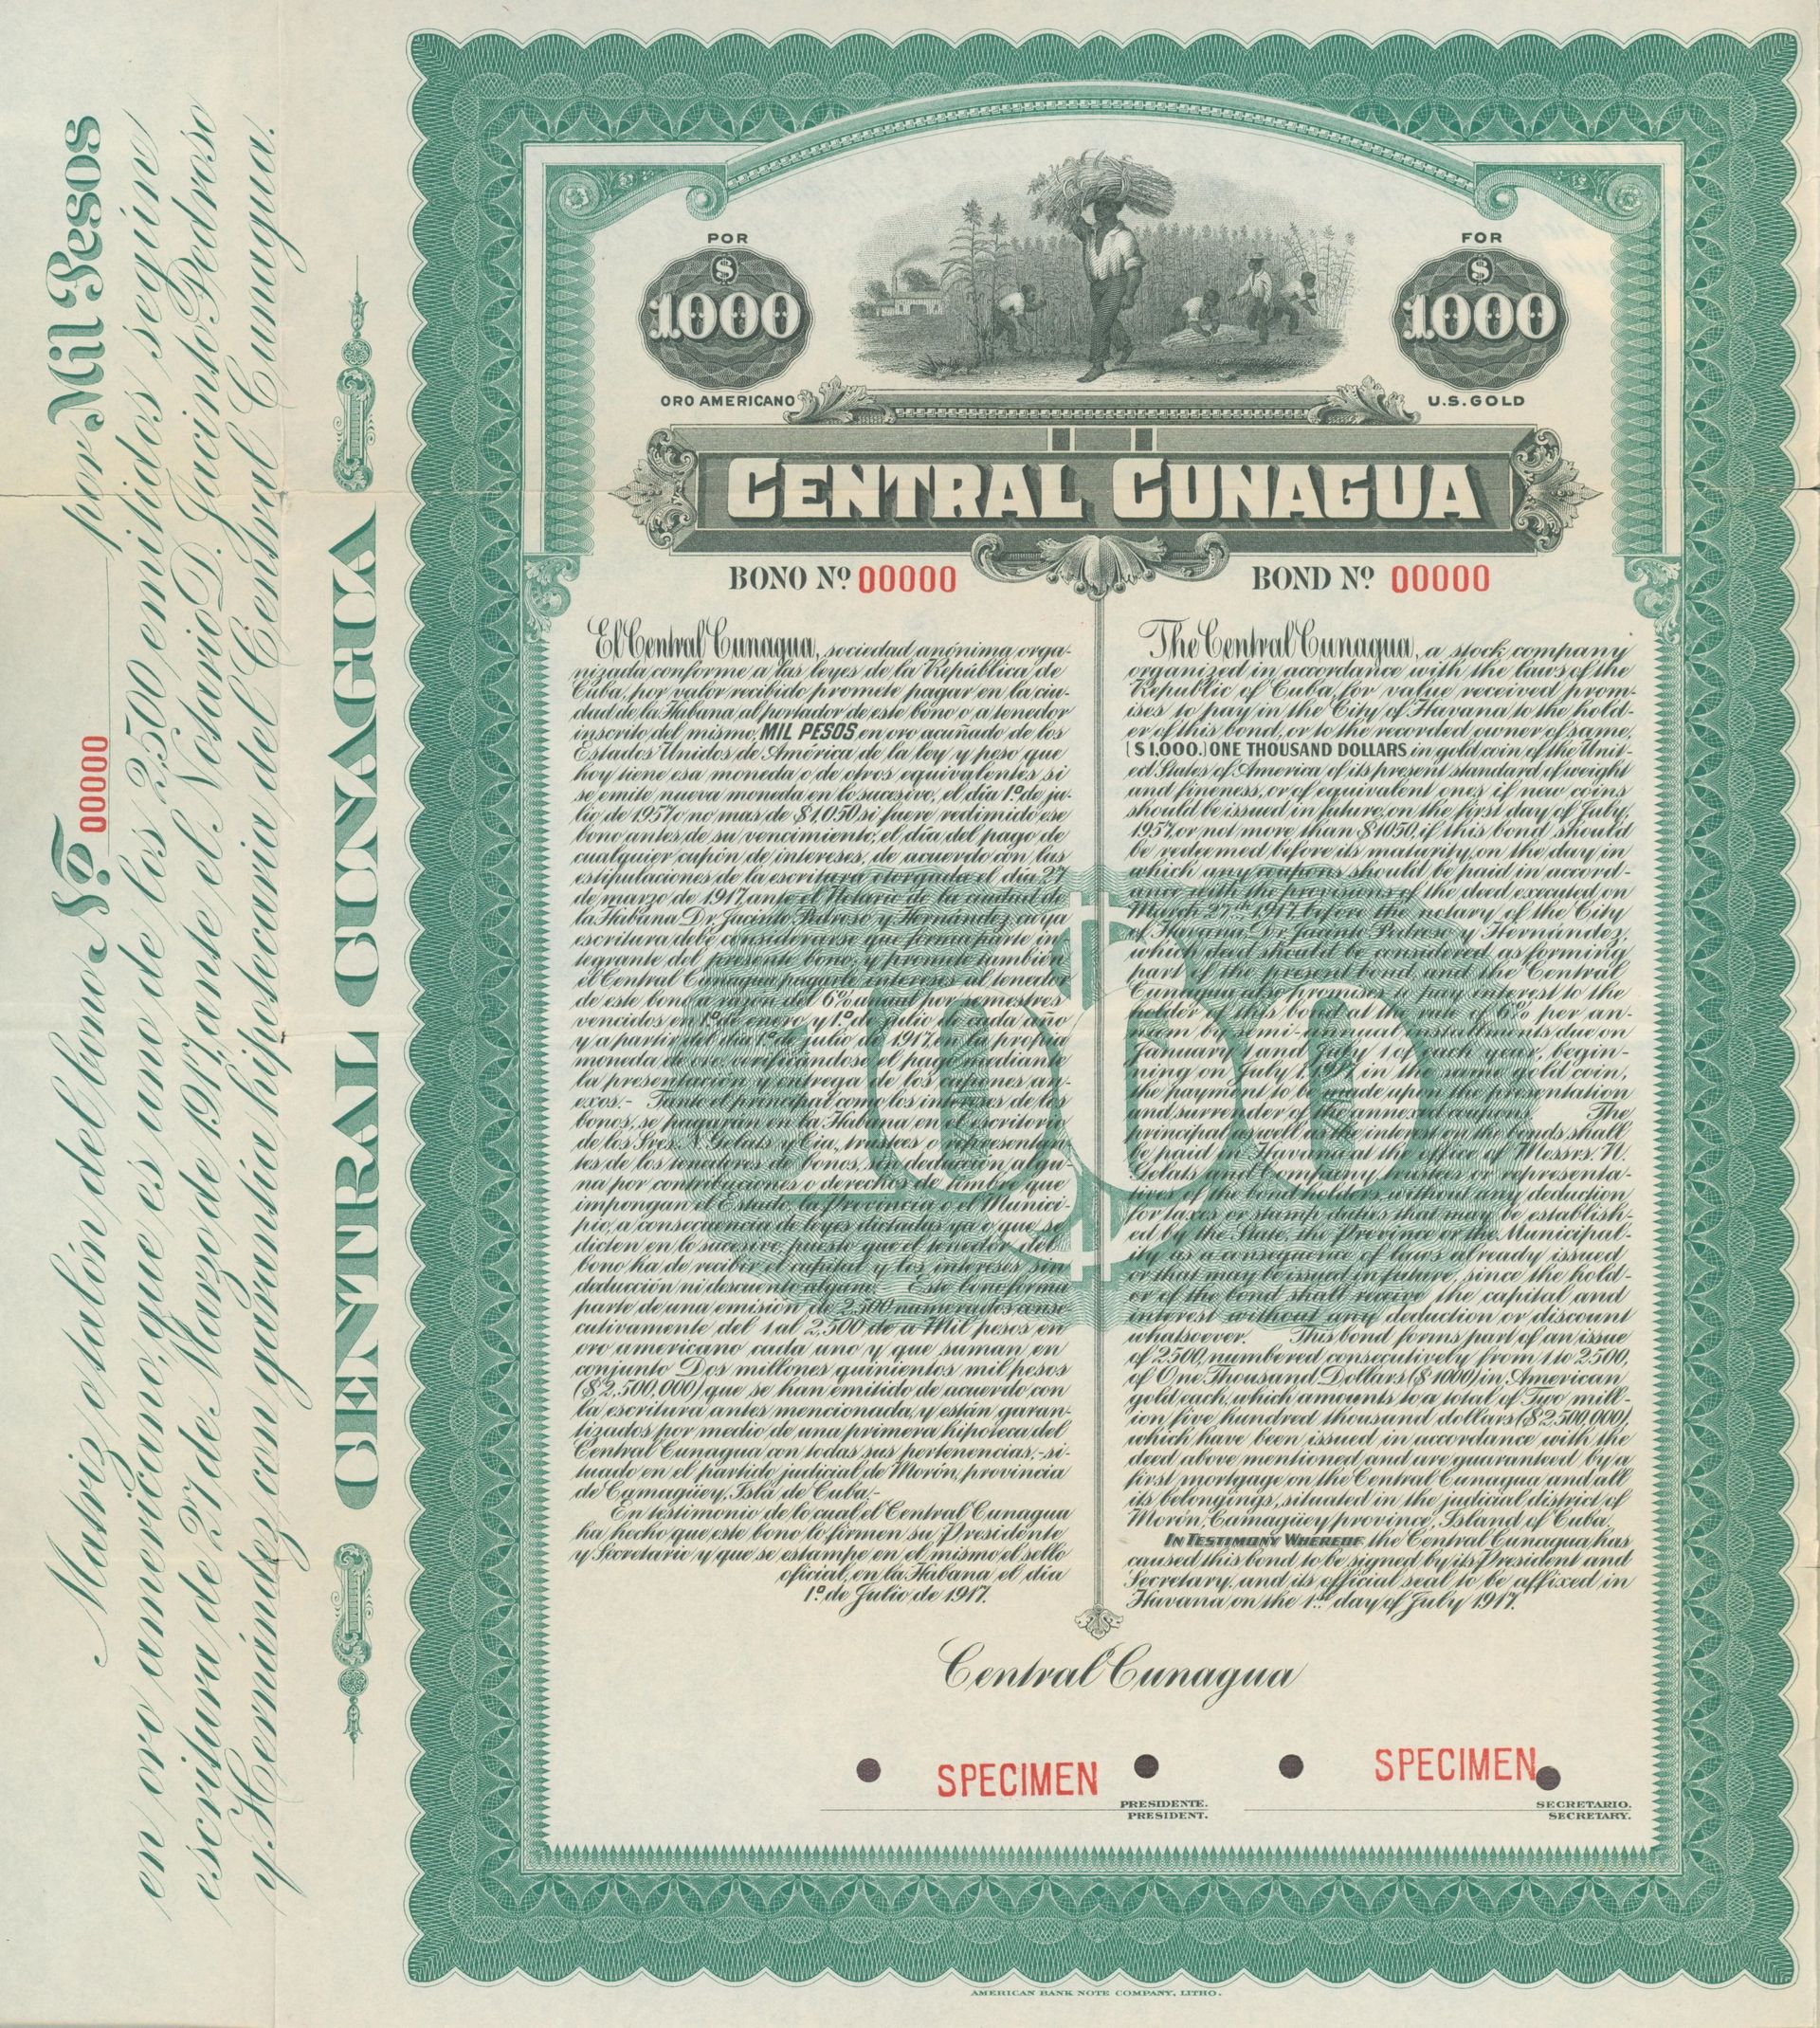 Matriz o talón del bono Nº 00000 por Mil Pesos
en oro americano, que es uno de los 2,500 emitidos según
escritura de 27 de Marzo de 1917, ante el Notario D. Jacinto Pedroso
y Hernández, con garantía hipotecaria del Central Cunagua.
CENTRAL CUNAGUA
POR
$
1000
ORO AMERICANO
FOR
$
1000
U.S. GOLD
CENTRAL CUNAGUA
BONO Nº 00000
BOND Nº 00000
El Central Cunagua, sociedad anónima orga-
nizada conforme a las leyes de la República de
Cuba, por valor recibido promete pagar en la ciu-
dad de la Habana al portador de este bono o a tenedor
inscrito del mismo, MIL PESOS en oro acuñado de los
Estados Unidos de América de la ley y peso que
hoy tiene esa moneda o de otros equivalentes si
se emite nueva moneda en lo sucesivo, el día 1º de ju-
lio de 1957 o no mas de $1,050 si fuere redimido ese
bono antes de su vencimiento, el día del pago de
cualquier cupón de intereses, de acuerdo con las
estipulaciones de la escritura otorgada el día 27
de marzo de 1917, ante el Notario de la ciudad de
la Habana Dr. Jacinto Pedroso y Hernández cuya
escritura debe considerarse que forma parte in-
tegrante del presente bono, y promete también
el Central Cunagua pagarle intereses al tenedor
de este bono a razón del 6% anual por semestres
vencidos en 1º de enero y 1º de julio de cada año
y a partir del día 1º de julio de 1917, en la propia
moneda de oro, verificándose el pago mediante
la presentación y entrega de los cupones an-
exos.- Tanto el principal como los intereses de los
bonos, se pagarán en la Habana en el escritorio
de los Sres. N. Gelats y Cia., trustees o representan-
tes de los tenedores de bonos, sin deducción algu-
na por contribuciones o derechos de timbre que
impongan el Estado, la Provincia o el Munici-
pio, a consecuencia de leyes dictadas ya o que se
dicten en lo sucesivo, puesto que el tenedor del
bono ha de recibir el capital y los intereses sin
deducción ni descuento alguno. Este bono forma
parte de una emisión de 2,500 numerados conse-
cutivamente del 1 al 2,500 de a Mil pesos en
oro americano cada uno y que suman en
conjunto Dos millones quinientos mil pesos
($2,500,000) que se han emitido de acuerdo con
la escritura antes mencionada, y están garan-
tizados por medio de una primera hipoteca del
Central Cunagua con todas sus pertenencias,-si-
tuado en el partido judicial de Morón, provincia
de Camagüey, Isla de Cuba.-
En testimonio de lo cual el Central Cunagua
ha hecho que este bono lo firmen su Presidente
y Secretario y que se estampe en el mismo el sello
oficial, en la Habana el día
1º de Julio de 1917.
The Central Cunagua, a stock company
organized in accordance with the laws of the
Republic of Cuba, for value received prom-
ises to pay in the City of Havana to the hold-
er of this bond, or to the recorded owner of same,
($1,000.) ONE THOUSAND DOLLARS in gold coin of the Unit-
ed States of America of its present standard of weight
and fineness, or of equivalent ones if new coins
should be issued in future, on the first day of July,
1957, or not more than $1050, if this bond should
be redeemed before its maturity, on the day in
which any coupons should be paid in accord-
ance with the provisions of the deed executed on
March 27th 1917, before the notary of the City
of Havana, Dr. Jacinto Pedroso y Hernández,
which deed should be considered as forming
part of the present bond, and the Central
Cunagua also promises to pay interest to the
holder of this bond at the rate of 6% per an-
num by semi-annual installments due on
January 1 and July 1 of each year, begin-
ning on July 1, 1917, in the same gold coin,
the payment to be made upon the presentation
and surrender of the annexed coupons. The
principal as well as the interest on the bonds shall
be paid in Havana at the office of Messrs. N.
Gelats and Company, trustees or representa-
tives of the bond holders, without any deduction
for taxes or stamp duties that may be establish-
ed by the State, the Province or the Municipal-
ity as a consequence of laws already issued
or that may be issued in future, since the hold-
er of the bond shall receive the capital and
interest without any deduction or discount
whatsoever. This bond forms part of an issue
of 2500, numbered consecutively from 1 to 2500,
of One Thousand Dollars ($1000) in American
gold each, which amounts to a total of Two mill-
ion five hundred thousand dollars ($2,500,000),
which have been issued in accordance with the
deed above mentioned and are guaranteed by a
first mortgage on the Central Cunagua and all
its belongings, situated in the judicial district of
Morón, Camagüey province, Island of Cuba.
IN TESTIMONY WHEREOF, the Central Cunagua has
caused this bond to be signed by its President and
Secretary, and its official seal to be affixed in
Havana on the 1st day of July 1917.
$1000
Central Cunagua
SPECIMEN
PRESIDENTE.
PRESIDENT.
SPECIMEN
SECRETARIO.
SECRETARY.
AMERICAN BANK NOTE COMPANY, LITHO.